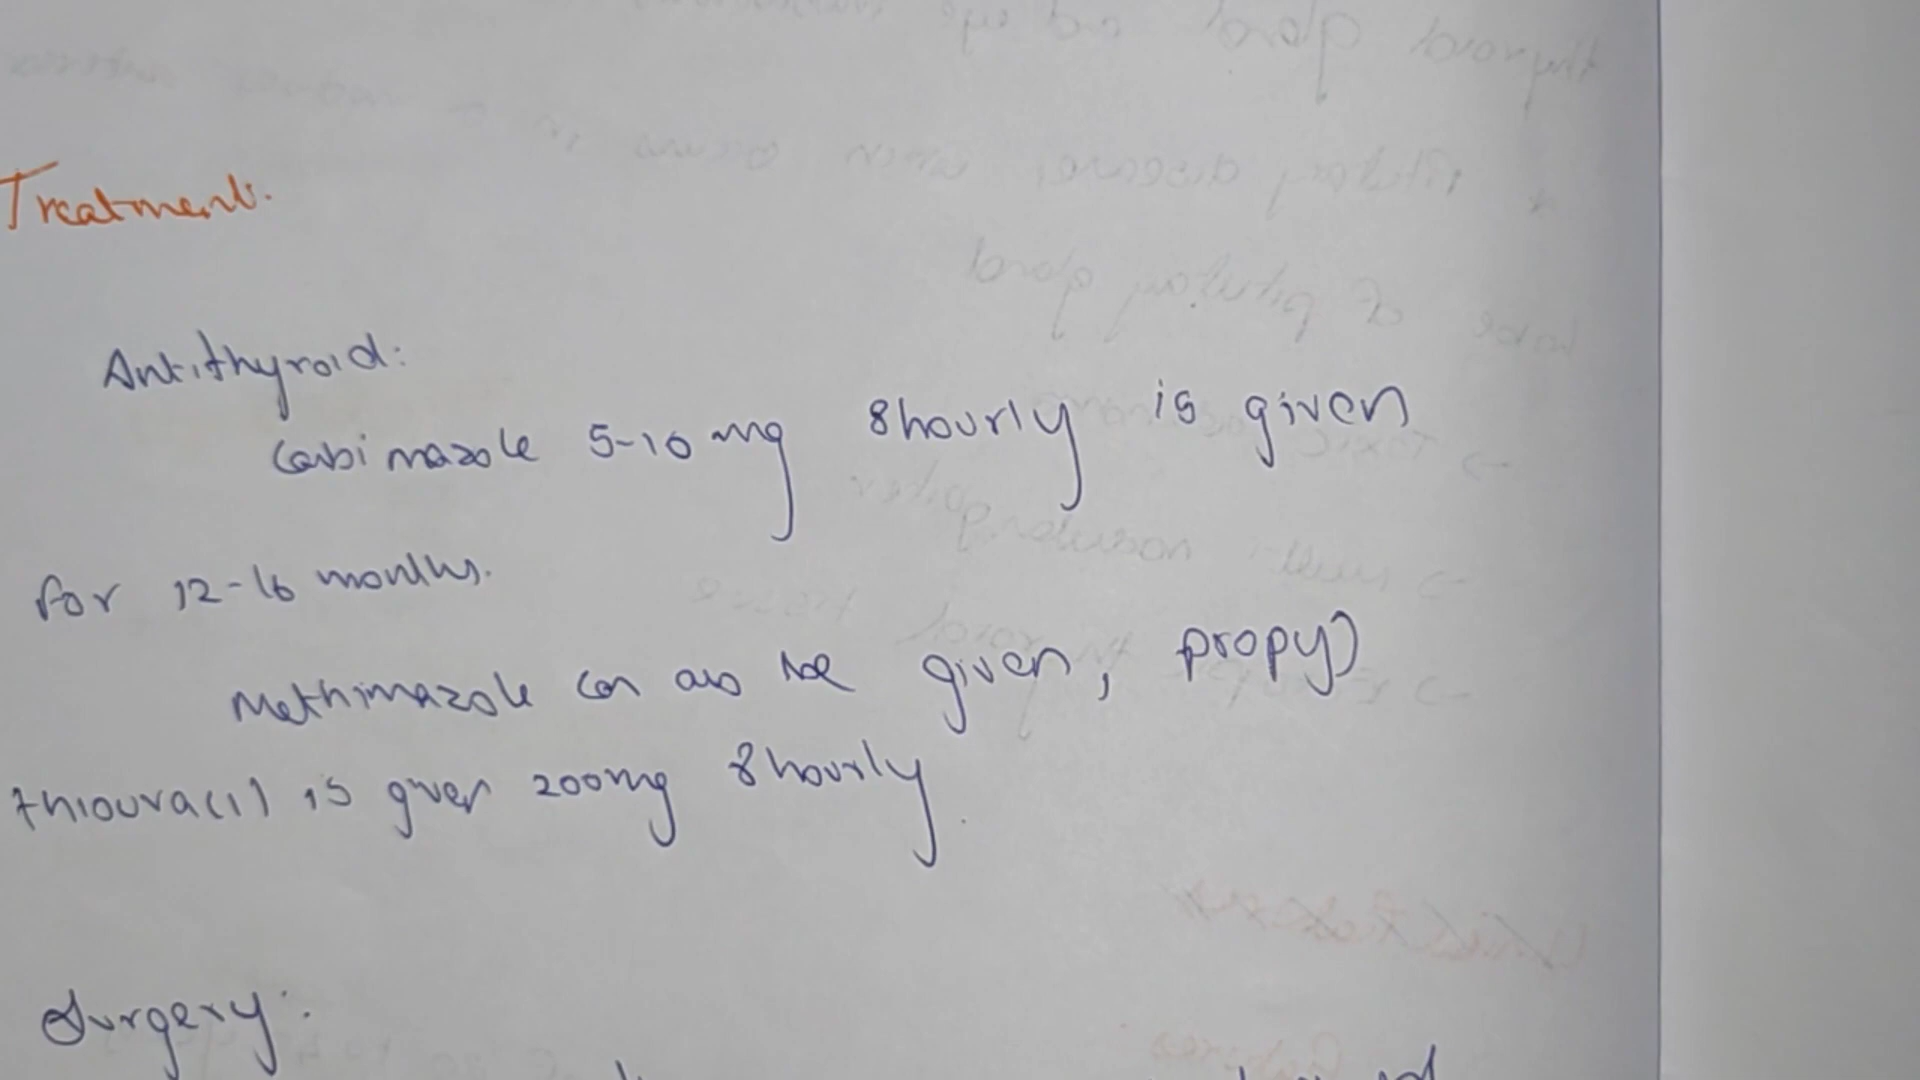 Treatment.
Antithyroid:
Carbimazole 5-10 mg 8hourly is given
for 12-16 months.
Methimazole can also be given, propyl
thiouracil is given 200mg 8hourly.
Surgery: